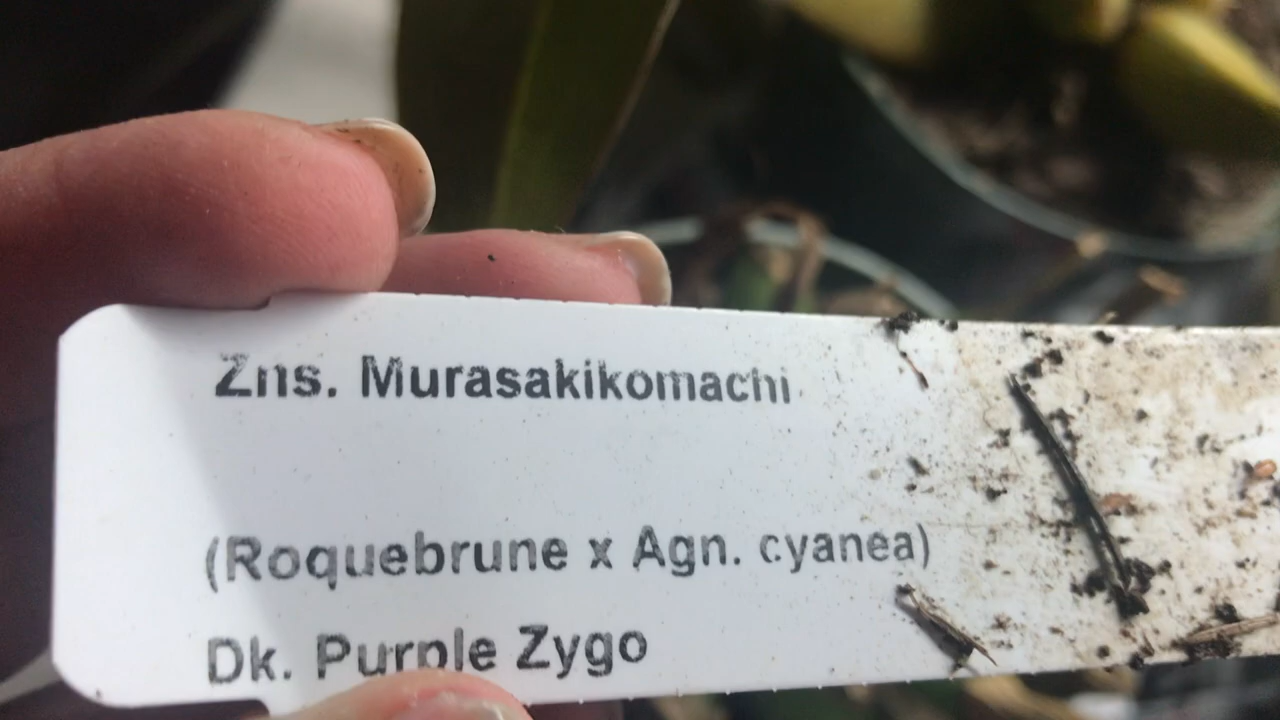 Zns. Murasakikomachi
(Roquebrune x Agn. cyanea)
Dk. Purple Zygo